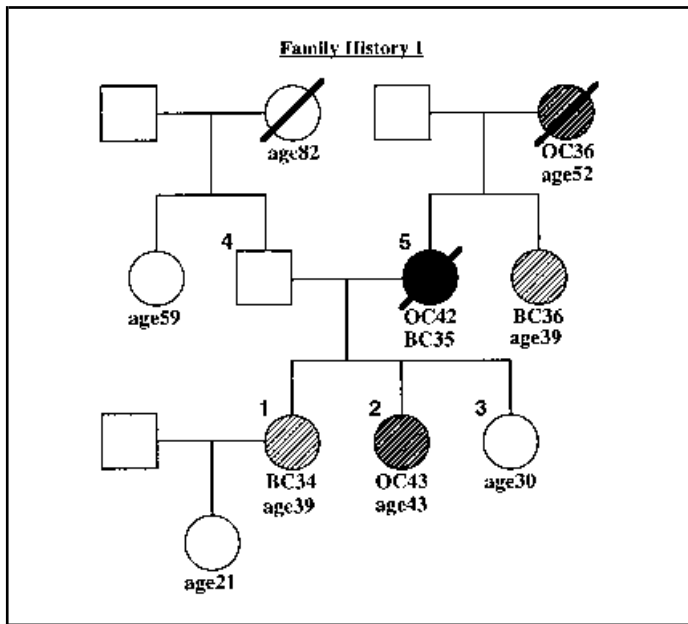 Family History 1
age82
OC36
age52
4
5
age59
OC42
BC35
BC36
age39
1
2
3
BC34
age39
OC43
age43
age30
age21